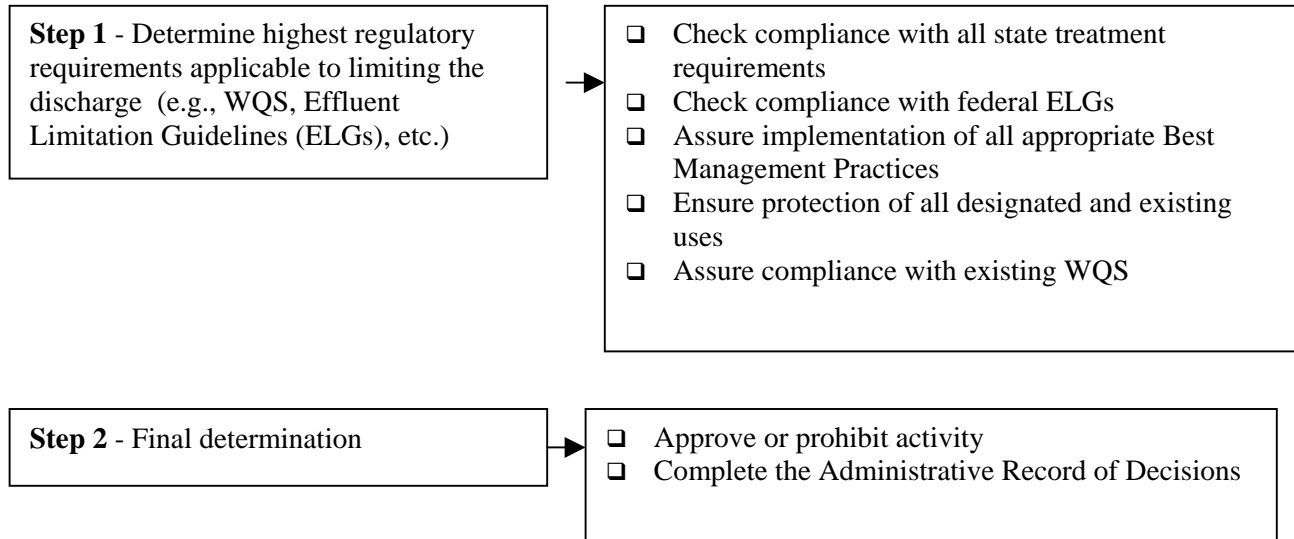 Step 1 - Determine highest regulatory
requirements applicable to limiting the
discharge  (e.g., WQS, Effluent
Limitation Guidelines (ELGs), etc.)
❑ Check compliance with all state treatment
requirements
❑ Check compliance with federal ELGs
❑ Assure implementation of all appropriate Best
Management Practices
❑ Ensure protection of all designated and existing
uses
❑ Assure compliance with existing WQS
Step 2 - Final determination
❑ Approve or prohibit activity
❑ Complete the Administrative Record of Decisions